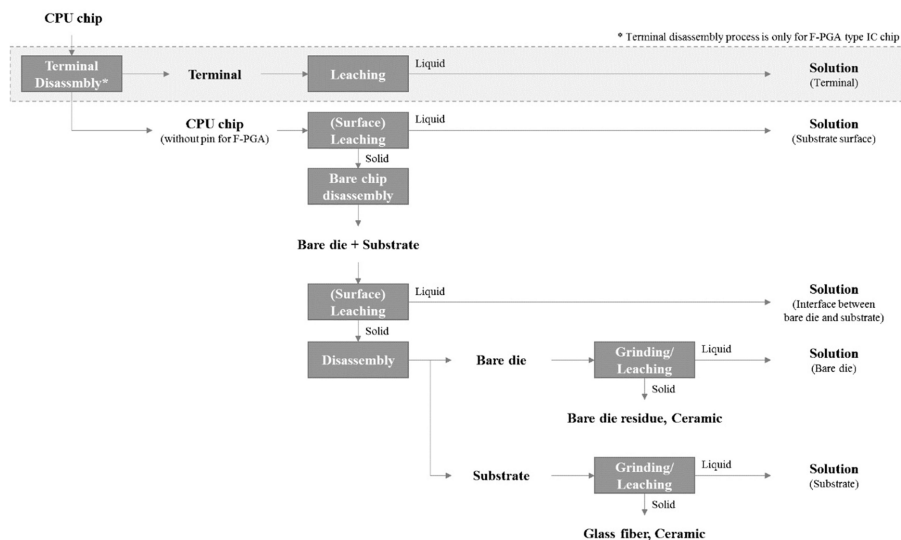 CPU chip
* Terminal disassembly process is only for F-PGA type IC chip
Terminal
Disassmbly*
Terminal
Leaching
Liquid
Solution
(Terminal)
CPU chip
(without pin for F-PGA)
(Surface)
Leaching
Liquid
Solution
(Substrate surface)
Solid
Bare chip
disassembly
Bare die + Substrate
(Surface)
Leaching
Liquid
Solution
(Interface between
bare die and substrate)
Solid
Disassembly
Bare die
Grinding/
Leaching
Liquid
Solution
(Bare die)
Solid
Bare die residue, Ceramic
Substrate
Grinding/
Leaching
Liquid
Solution
(Substrate)
Solid
Glass fiber, Ceramic